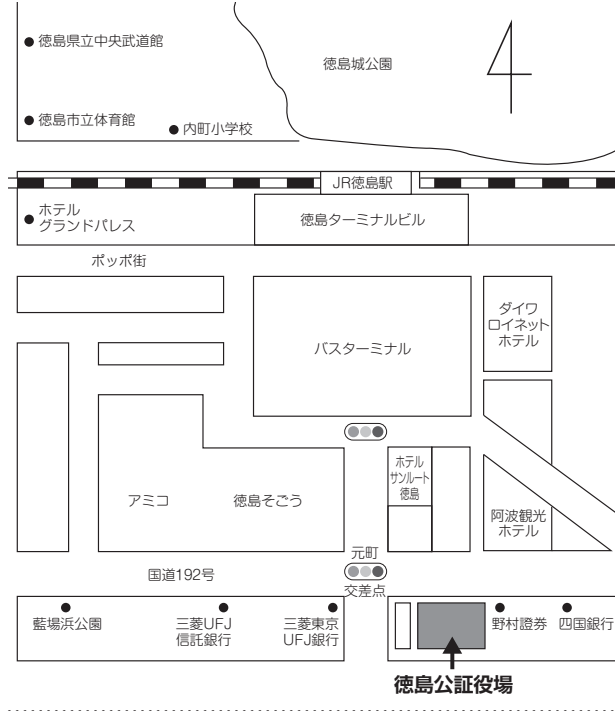 徳島県立中央武道館
徳島城公園
徳島市立体育館
内町小学校
JR徳島駅
ホテル
グランドパレス
徳島ターミナルビル
ポッポ街
ダイワ
ロイネット
ホテル
バスターミナル
ホテル
サンルート
徳島
アミコ
徳島そごう
阿波観光
ホテル
元町
国道192号
交差点
藍場浜公園
三菱UFJ
信託銀行
三菱東京
UFJ銀行
野村證券
四国銀行
徳島公証役場